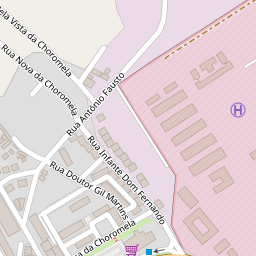 ela Vista da Choromela
Rua Nova da Choromela
Rua António Fausto
Rua Infante Dom Fernando
Rua Doutor Gil Martins
a da Choromela
H